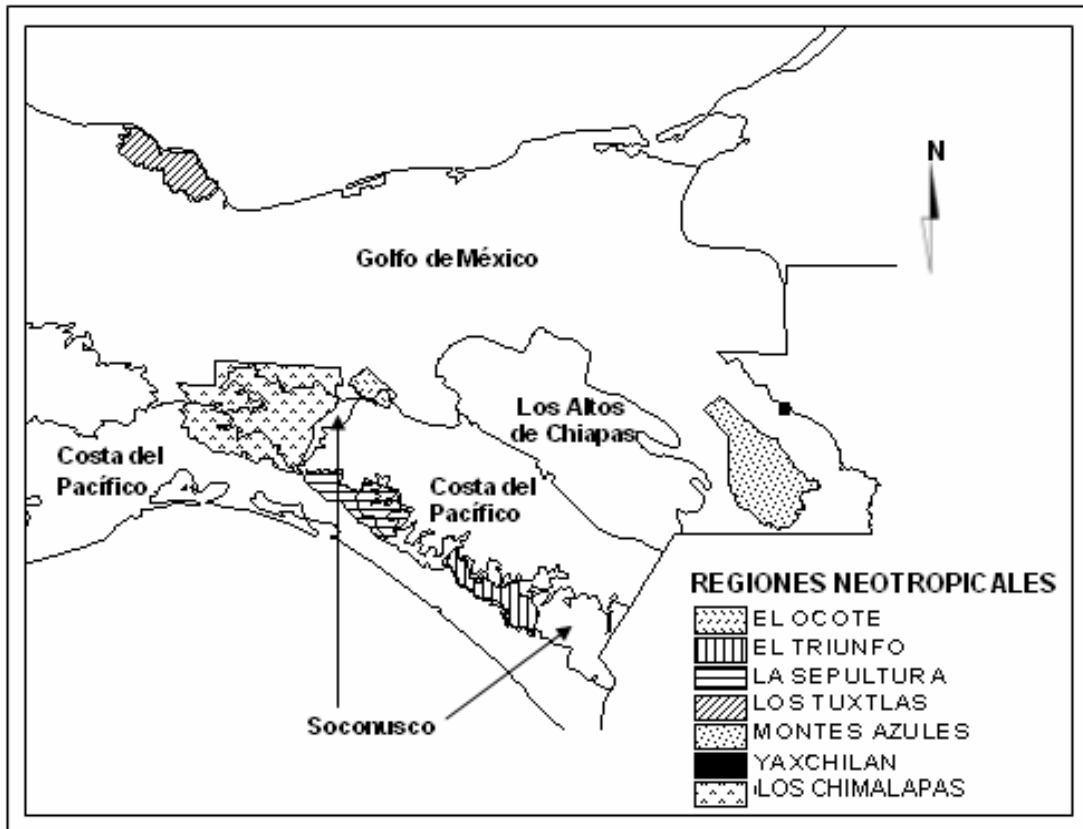 N
Golfo de México
Los Altos
de Chiapas
Costa del
Pacífico
Costa del
Pacífico
Soconusco
REGIONES NEOTROPICALES
EL OCOTE
EL TRIUNFO
LA SEPULTURA
LOS TUXTLAS
MONTES AZULES
YAXCHILAN
LOS CHIMALAPAS